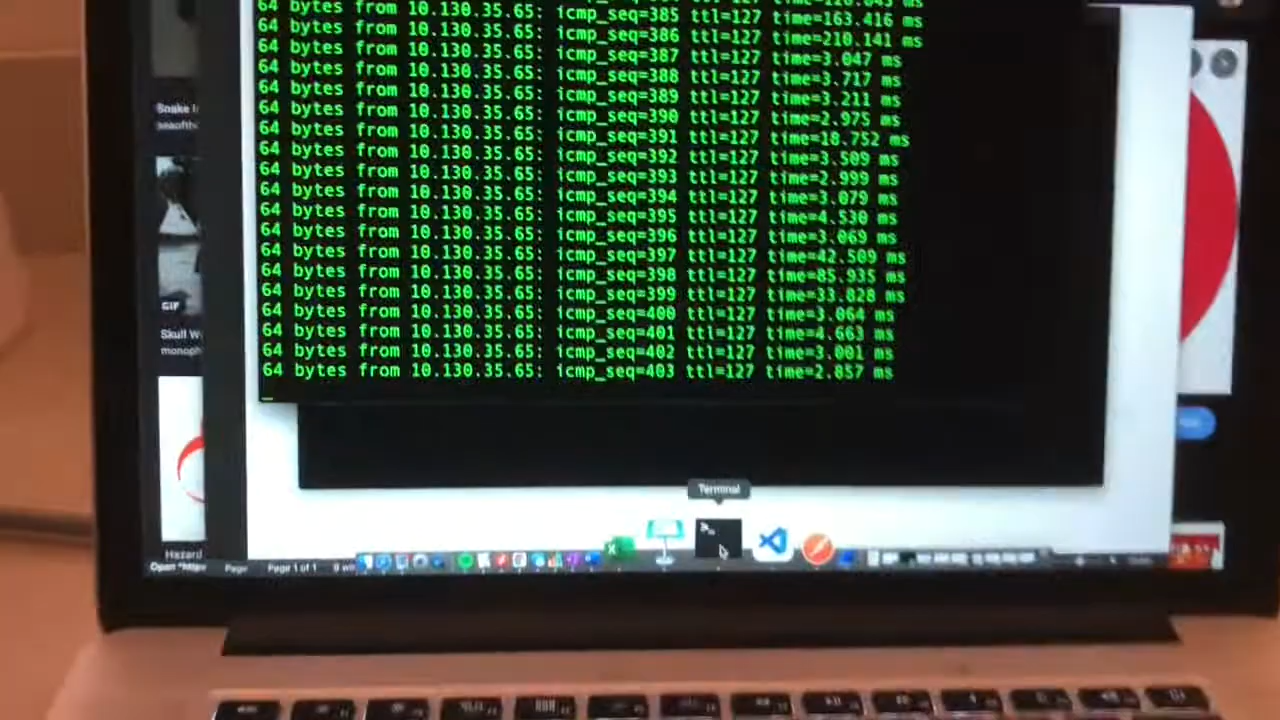 64 bytes from 10.130.35.65: icmp_seq=385 ttl=127 time=163.416 ms
64 bytes from 10.130.35.65: icmp_seq=386 ttl=127 time=210.141 ms
64 bytes from 10.130.35.65: icmp_seq=387 ttl=127 time=3.047 ms
64 bytes from 10.130.35.65: icmp_seq=388 ttl=127 time=3.717 ms
64 bytes from 10.130.35.65: icmp_seq=389 ttl=127 time=3.211 ms
64 bytes from 10.130.35.65: icmp_seq=390 ttl=127 time=2.975 ms
64 bytes from 10.130.35.65: icmp_seq=391 ttl=127 time=18.752 ms
64 bytes from 10.130.35.65: icmp_seq=392 ttl=127 time=3.509 ms
64 bytes from 10.130.35.65: icmp_seq=393 ttl=127 time=2.999 ms
64 bytes from 10.130.35.65: icmp_seq=394 ttl=127 time=3.079 ms
64 bytes from 10.130.35.65: icmp_seq=395 ttl=127 time=4.530 ms
64 bytes from 10.130.35.65: icmp_seq=396 ttl=127 time=3.069 ms
64 bytes from 10.130.35.65: icmp_seq=397 ttl=127 time=42.509 ms
64 bytes from 10.130.35.65: icmp_seq=398 ttl=127 time=85.935 ms
64 bytes from 10.130.35.65: icmp_seq=399 ttl=127 time=33.828 ms
64 bytes from 10.130.35.65: icmp_seq=400 ttl=127 time=3.064 ms
64 bytes from 10.130.35.65: icmp_seq=401 ttl=127 time=4.663 ms
64 bytes from 10.130.35.65: icmp_seq=402 ttl=127 time=3.001 ms
64 bytes from 10.130.35.65: icmp_seq=403 ttl=127 time=2.857 ms
Snake
GIF
Skull W
monoph
Hazard
Terminal
Page
Page 1 of 1